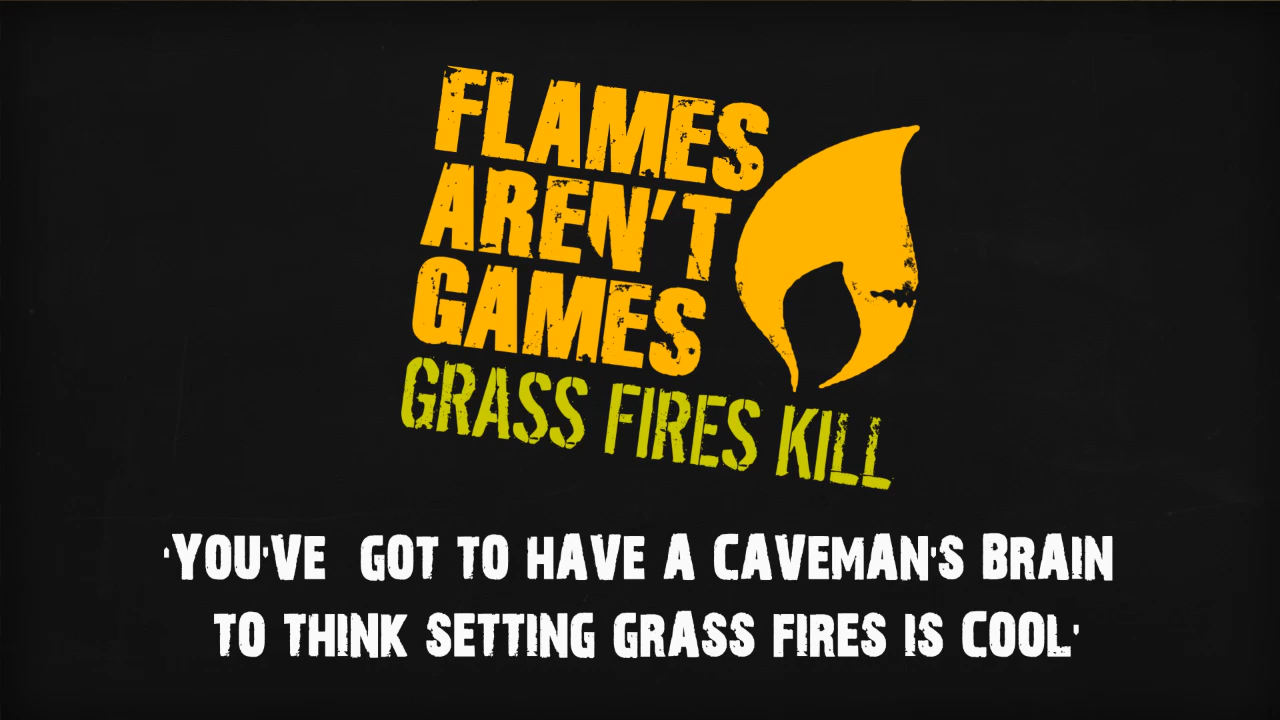 FLAMES
AREN'T
GAMES
GRASS FIRES KILL
'YOU'VE GOT TO HAVE A CAVEMAN'S BRAIN
TO THINK SETTING GRASS FIRES IS COOL'